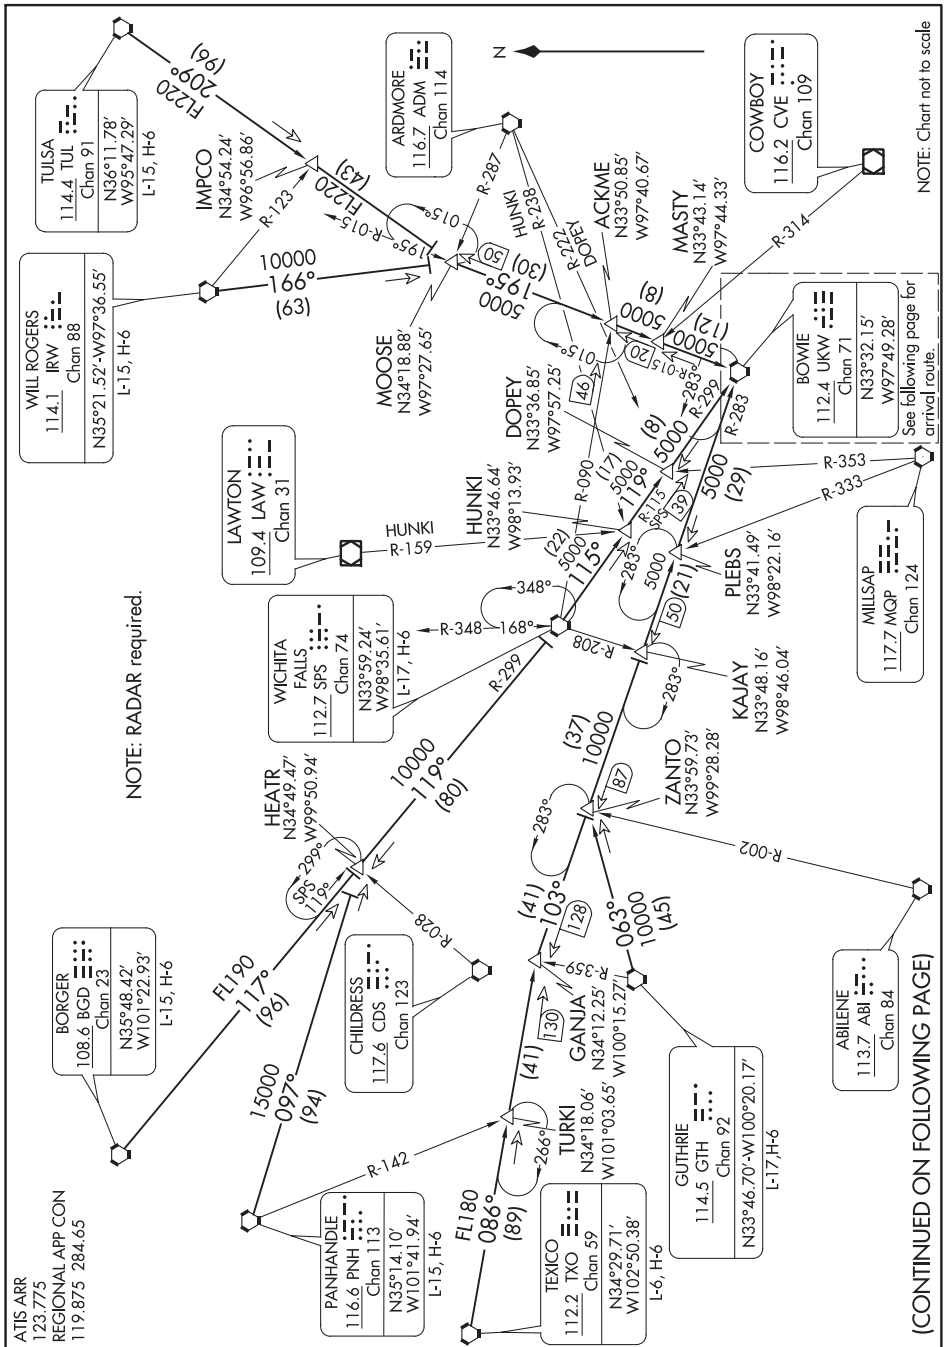 ATIS ARR
123.775
REGIONAL APP CON
119.875 284.65
NOTE: RADAR required.
BORGER
108.6 BGD
Chan 23
N35°48.42'
W101°22.93'
L-15, H-6
PANHANDLE
116.6 PNH
Chan 113
N35°14.10'
W101°41.94'
L-15, H-6
TEXICO
112.2 TXO
Chan 59
N34°29.71'
W102°50.38'
L-6, H-6
FL190
117°
(96)
15000
097°
(94)
FL180
086°
(89)
R-142
266°
TURKI
N34°18.06'
W101°03.65'
(41)
130
CHILDRESS
117.6 CDS
Chan 123
R-028
HEATR
N34°49.47'
W99°50.94'
SPS
119°
299°
10000
119°
(80)
R-299
GANJA
N34°12.25'
W100°15.27'
R-359
128
(41)
103°
GUTHRIE
114.5 GTH
Chan 92
N33°46.70'-W100°20.17'
L-17,H-6
063°
10000
(45)
283°
ZANTO
N33°59.73'
W99°28.28'
87
R-002
ABILENE
113.7 ABI
Chan 84
(37)
10000
283°
KAJAY
N33°48.16'
W98°46.04'
50
R-208
WICHITA
FALLS
112.7 SPS
Chan 74
N33°59.24'
W98°35.61'
L-17, H-6
R-348
168°
348°
LAWTON
109.4 LAW
Chan 31
HUNKI
R-159
HUNKI
N33°46.64'
W98°13.93'
(22)
5000
115°
R-090
(21)
5000
283°
PLEBS
N33°41.49'
W98°22.16'
39
SPS
R-115
(17)
5000
119°
DOPEY
N33°36.85'
W97°57.25'
(8)
5000
R-299
283°
R-283
5000
(29)
R-353
R-333
MILLSAP
117.7 MQP
Chan 124
WILL ROGERS
114.1 IRW
Chan 88
N35°21.52'-W97°36.55'
L-15, H-6
TULSA
114.4 TUL
Chan 91
N36°11.78'
W95°47.29'
L-15, H-6
FL220
209°
(96)
IMPCO
N34°54.24'
W96°56.86'
R-123
10000
166°
(63)
FL220
(43)
R-015
195°
015°
MOOSE
N34°18.88'
W97°27.65'
50
R-287
ARDMORE
116.7 ADM
Chan 114
HUNKI
R-238
R-222
DOPEY
5000
195°
(30)
015°
46
ACKME
N33°50.85'
W97°40.67'
5000
(8)
20
R-015
MASTY
N33°43.14'
W97°44.33'
5000
(12)
R-314
COWBOY
116.2 CVE
Chan 109
BOWIE
112.4 UKW
Chan 71
N33°32.15'
W97°49.28'
See following page for
arrival route.
N
NOTE: Chart not to scale
(CONTINUED ON FOLLOWING PAGE)